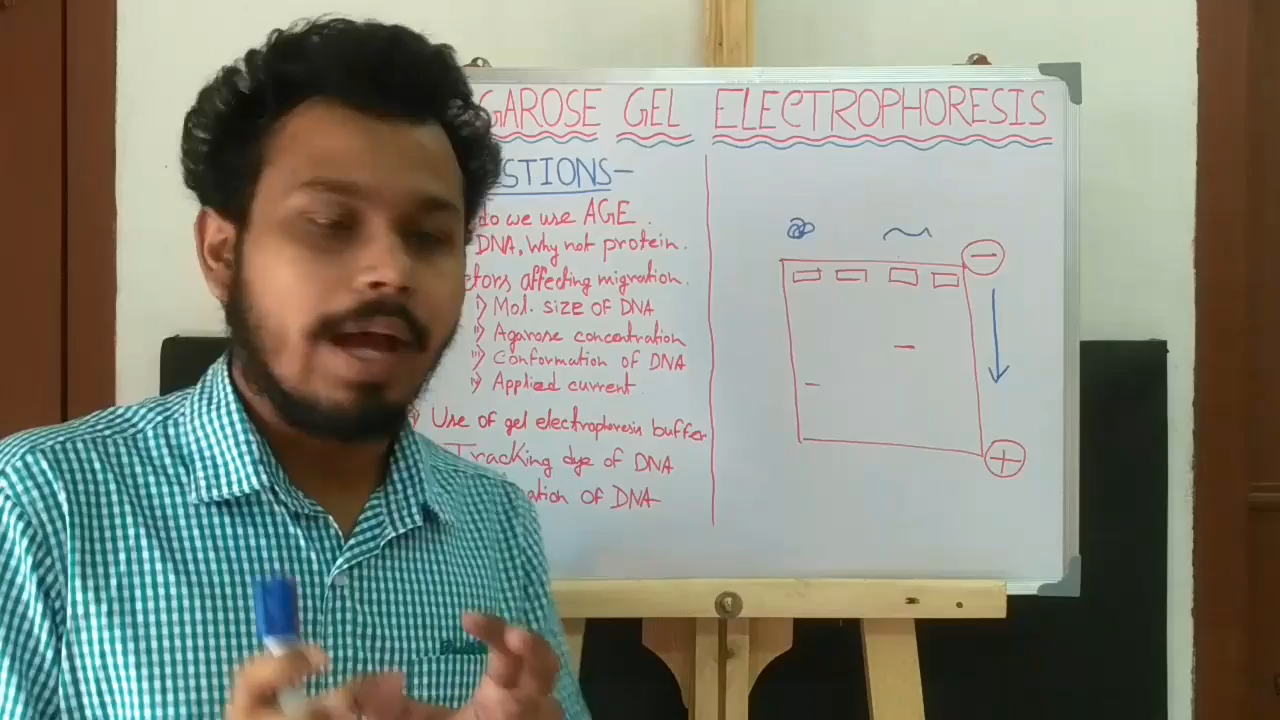 GAROSE GEL ELECTROPHORESIS
STIONS-
do we use AGE.
DNA, Why not protein.
ctors affecting migration.
i) Mol. size of DNA
ii) Agarose concentration
iii) Conformation of DNA
iv) Applied current
Use of gel electrophoresis buffer
Tracking dye of DNA
ation of DNA
−
+